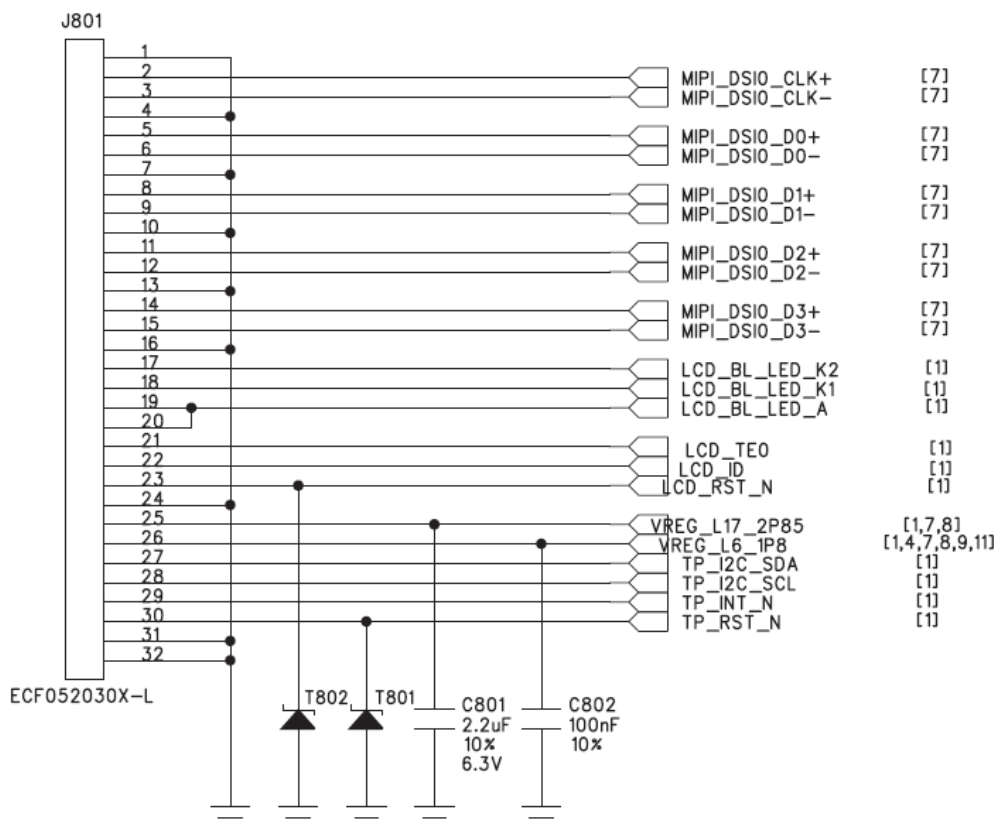 J801
1
2 MIPI_DSI0_CLK+ [7]
3 MIPI_DSI0_CLK- [7]
4
5 MIPI_DSI0_D0+ [7]
6 MIPI_DSI0_D0- [7]
7
8 MIPI_DSI0_D1+ [7]
9 MIPI_DSI0_D1- [7]
10
11 MIPI_DSI0_D2+ [7]
12 MIPI_DSI0_D2- [7]
13
14 MIPI_DSI0_D3+ [7]
15 MIPI_DSI0_D3- [7]
16
17 LCD_BL_LED_K2 [1]
18 LCD_BL_LED_K1 [1]
19 LCD_BL_LED_A [1]
20
21 LCD_TE0 [1]
22 LCD_ID [1]
23 LCD_RST_N [1]
24
25 VREG_L17_2P85 [1,7,8]
26 VREG_L6_1P8 [1,4,7,8,9,11]
27 TP_I2C_SDA [1]
28 TP_I2C_SCL [1]
29 TP_INT_N [1]
30 TP_RST_N [1]
31
32
ECF052030X-L
T802
T801
C801
2.2uF
10%
6.3V
C802
100nF
10%